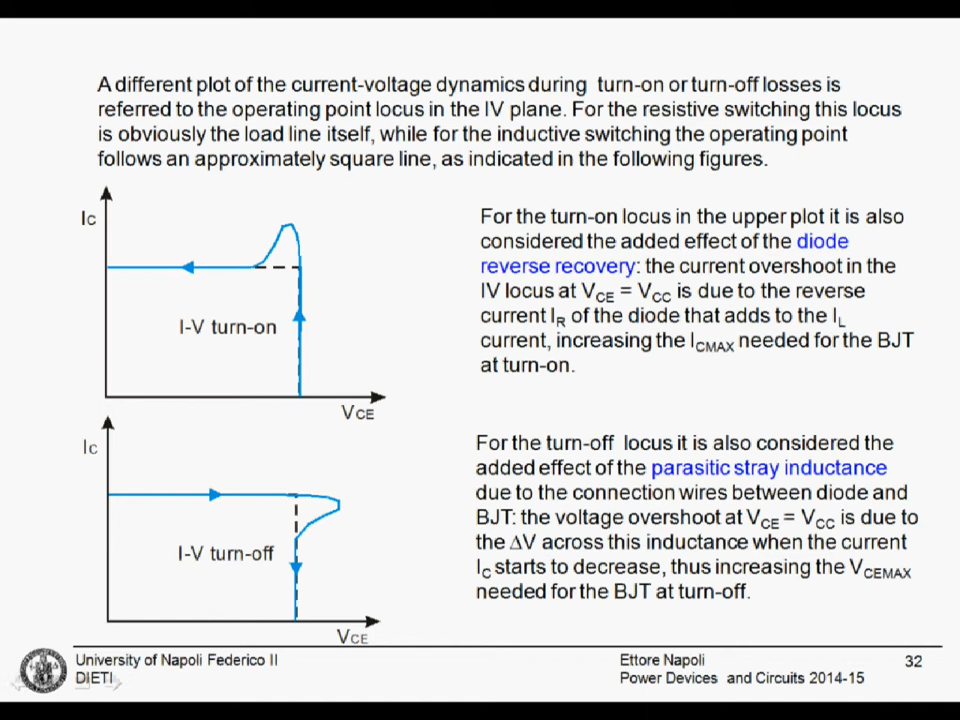 A different plot of the current-voltage dynamics during turn-on or turn-off losses is
referred to the operating point locus in the IV plane. For the resistive switching this locus
is obviously the load line itself, while for the inductive switching the operating point
follows an approximately square line, as indicated in the following figures.
IC
I-V turn-on
VCE
For the turn-on locus in the upper plot it is also
considered the added effect of the diode
reverse recovery: the current overshoot in the
IV locus at VCE = VCC is due to the reverse
current IR of the diode that adds to the IL
current, increasing the ICMAX needed for the BJT
at turn-on.
IC
I-V turn-off
VCE
For the turn-off locus it is also considered the
added effect of the parasitic stray inductance
due to the connection wires between diode and
BJT: the voltage overshoot at VCE = VCC is due to
the ΔV across this inductance when the current
IC starts to decrease, thus increasing the VCEMAX
needed for the BJT at turn-off.
University of Napoli Federico II
DIETI
Ettore Napoli
Power Devices and Circuits 2014-15
32